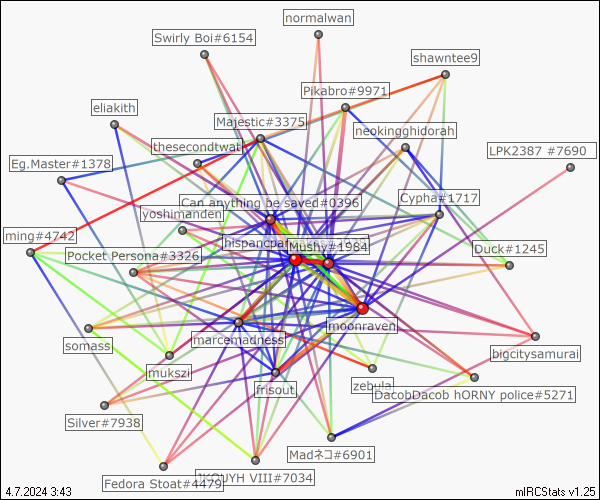 normalwan
Swirly Boi#6154
shawntee9
Pikabro#9971
eliakith
Majestic#3375
neokingghidorah
thesecondtwat
LPK2387 #7690
Eg.Master#1378
Can anything be saved#0396
Cypha#1717
yoshimanden
ming#4742
hispancpa
Mushy#1984
Pocket Persona#3326
Duck#1245
moonraven
somass
marcemadness
bigcitysamurai
mukszi
frisout
zebula
DacobDacob hORNY police#5271
Silver#7938
Madネコ#6901
VIII#7034
Fedora Stoat#4479
4.7.2024 3:43
mIRCStats v1.25